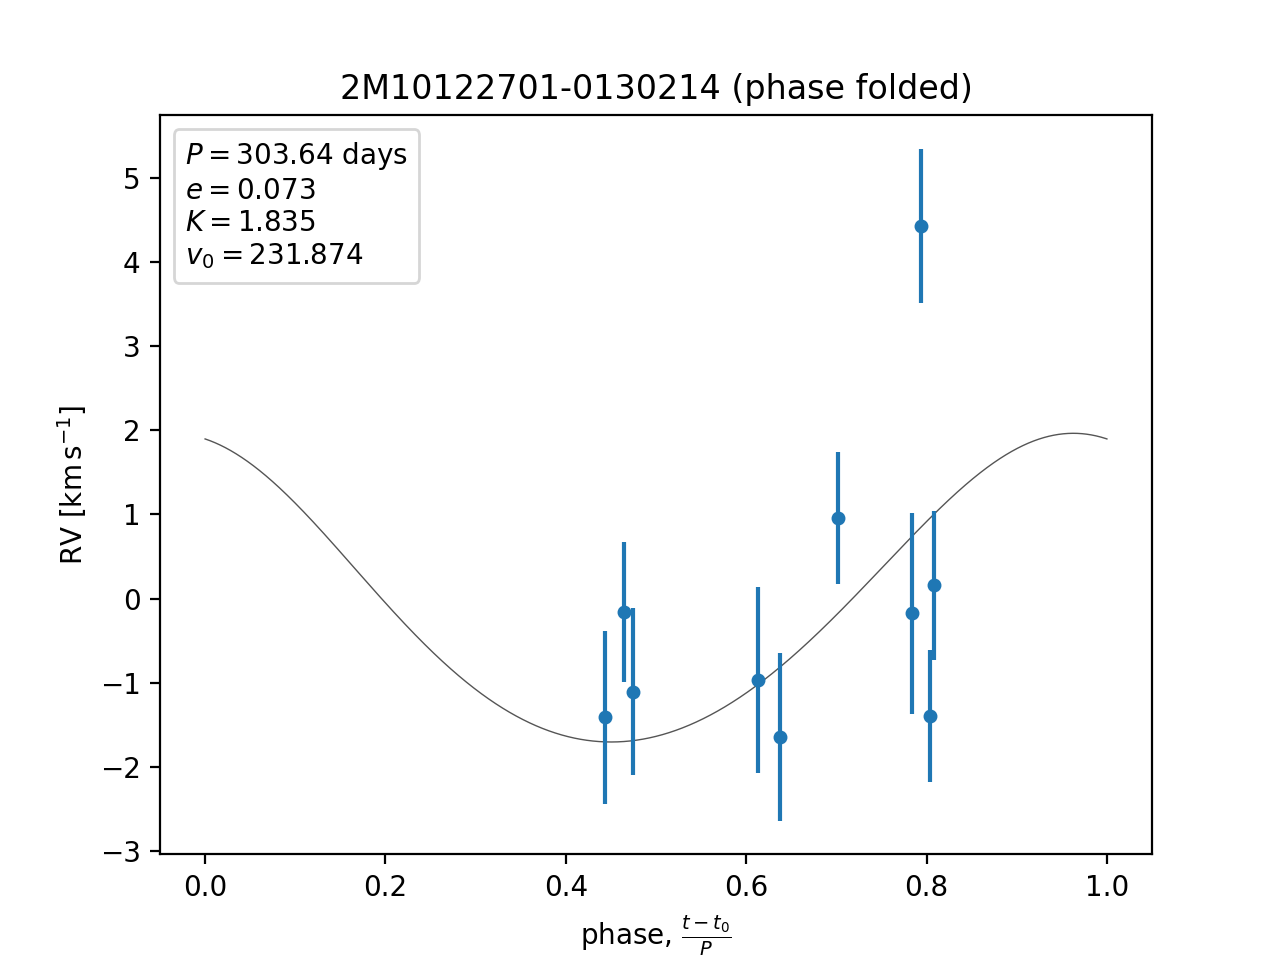 2M10122701-0130214 (phase folded)
P = 303.64 days
e = 0.073
K = 1.835
v₀ = 231.874
5
4
3
2
1
0
−1
−2
−3
RV [km s⁻¹]
0.0 0.2 0.4 0.6 0.8 1.0
phase, (t − t₀)/P